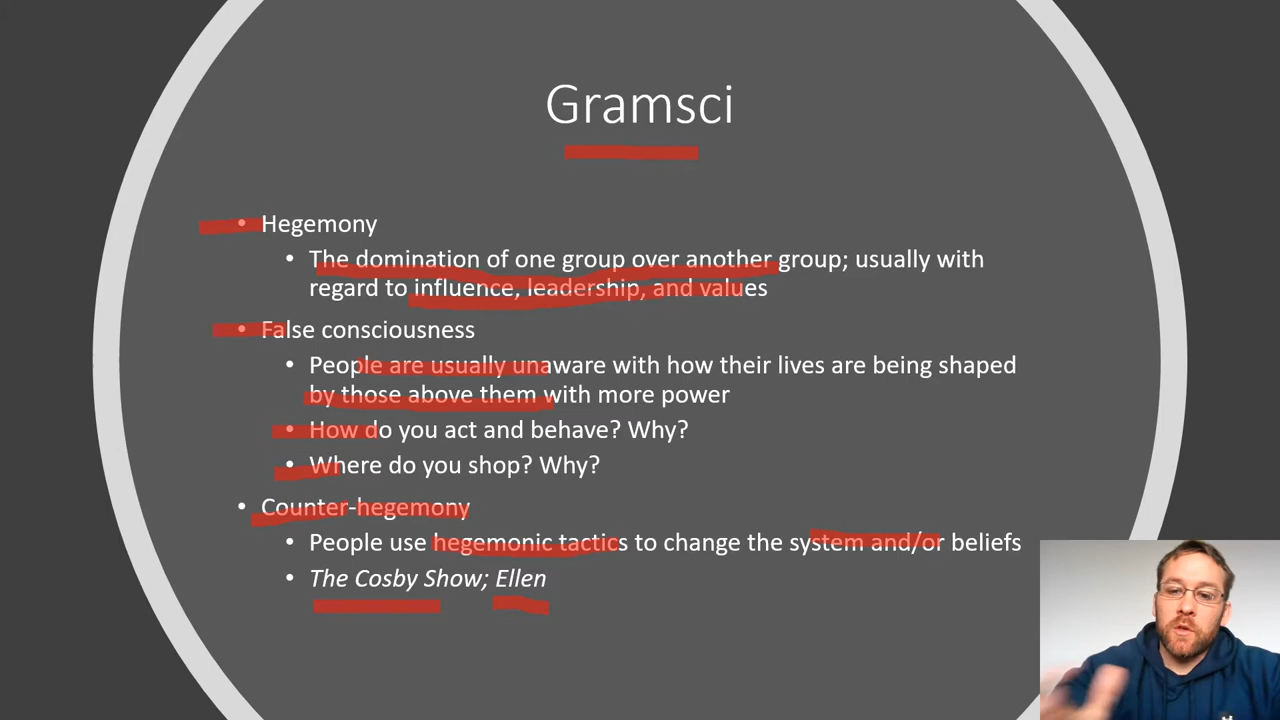 Gramsci
• Hegemony
• The domination of one group over another group; usually with
regard to influence, leadership, and values
• False consciousness
• People are usually unaware with how their lives are being shaped
by those above them with more power
• How do you act and behave? Why?
• Where do you shop? Why?
• Counter-hegemony
• People use hegemonic tactics to change the system and/or beliefs
• The Cosby Show; Ellen